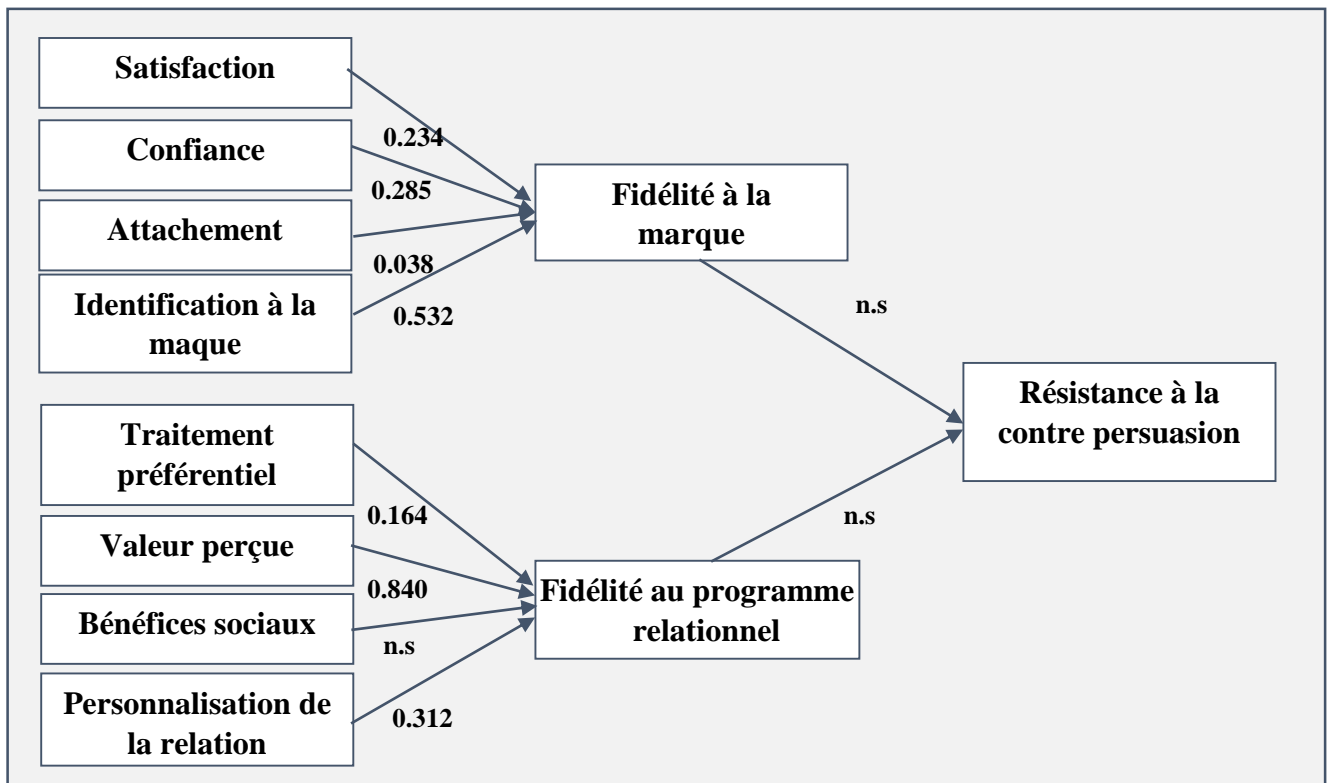 Satisfaction
0.234
Confiance
0.285
Attachement
0.038
Identification à la
maque
0.532
Fidélité à la
marque
n.s
Traitement
préférentiel
0.164
Valeur perçue
0.840
Bénéfices sociaux
n.s
Personnalisation de
la relation
0.312
Fidélité au programme
relationnel
n.s
Résistance à la
contre persuasion